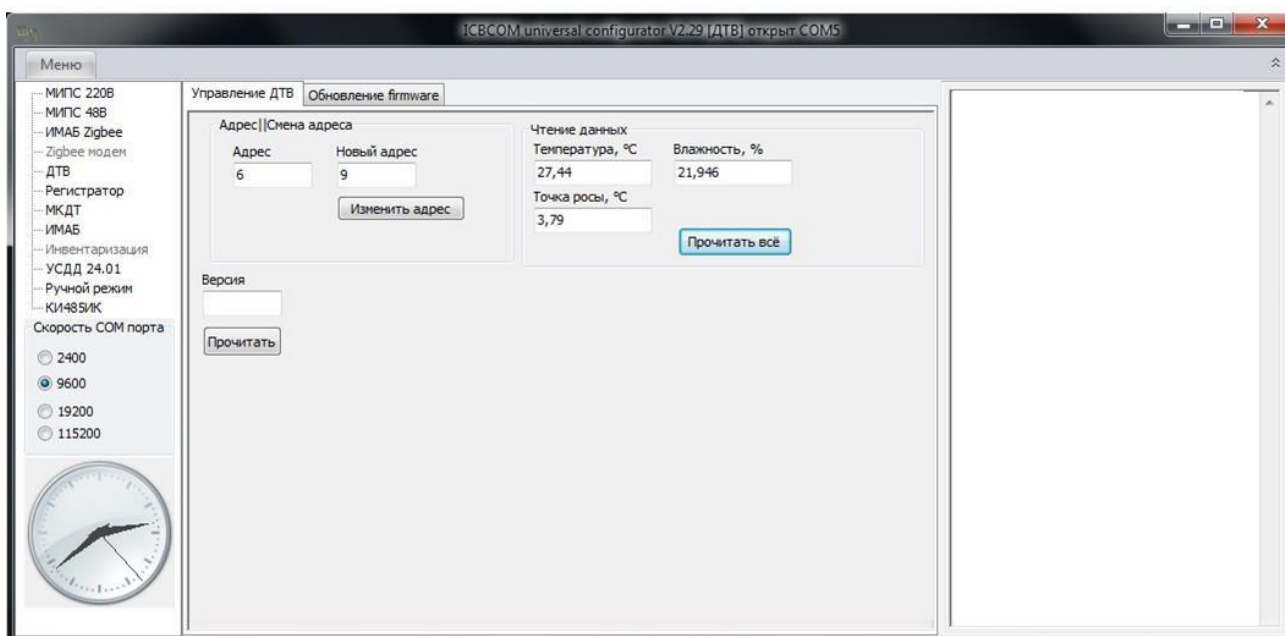 ICBCOM universal configurator V2.29 [ДТВ] открыт COM5
Меню
МИПС 220В
МИПС 48В
ИМАБ Zigbee
Zigbee модем
ДТВ
Регистратор
МКДТ
ИМАБ
Инвентаризация
УСДД 24.01
Ручной режим
КИ485ИК
Скорость COM порта
2400
9600
19200
115200
Управление ДТВ Обновление firmware
Адрес||Смена адреса
Адрес Новый адрес
6 9
Изменить адрес
Чтение данных
Температура, ºC Влажность, %
27,44 21,946
Точка росы, ºC
3,79
Прочитать всё
Версия
Прочитать